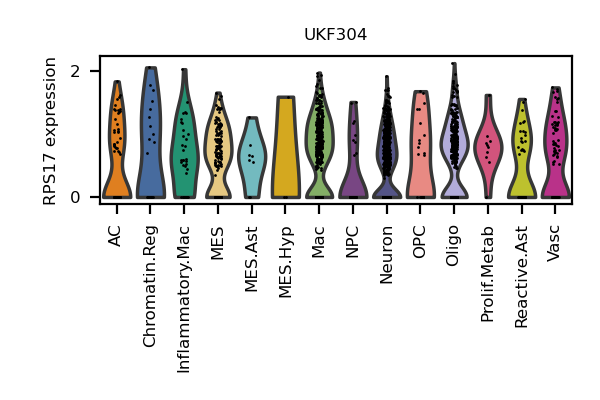 UKF304
RPS17 expression
2
0
AC
Chromatin.Reg
Inflammatory.Mac
MES
MES.Ast
MES.Hyp
Mac
NPC
Neuron
OPC
Oligo
Prolif.Metab
Reactive.Ast
Vasc